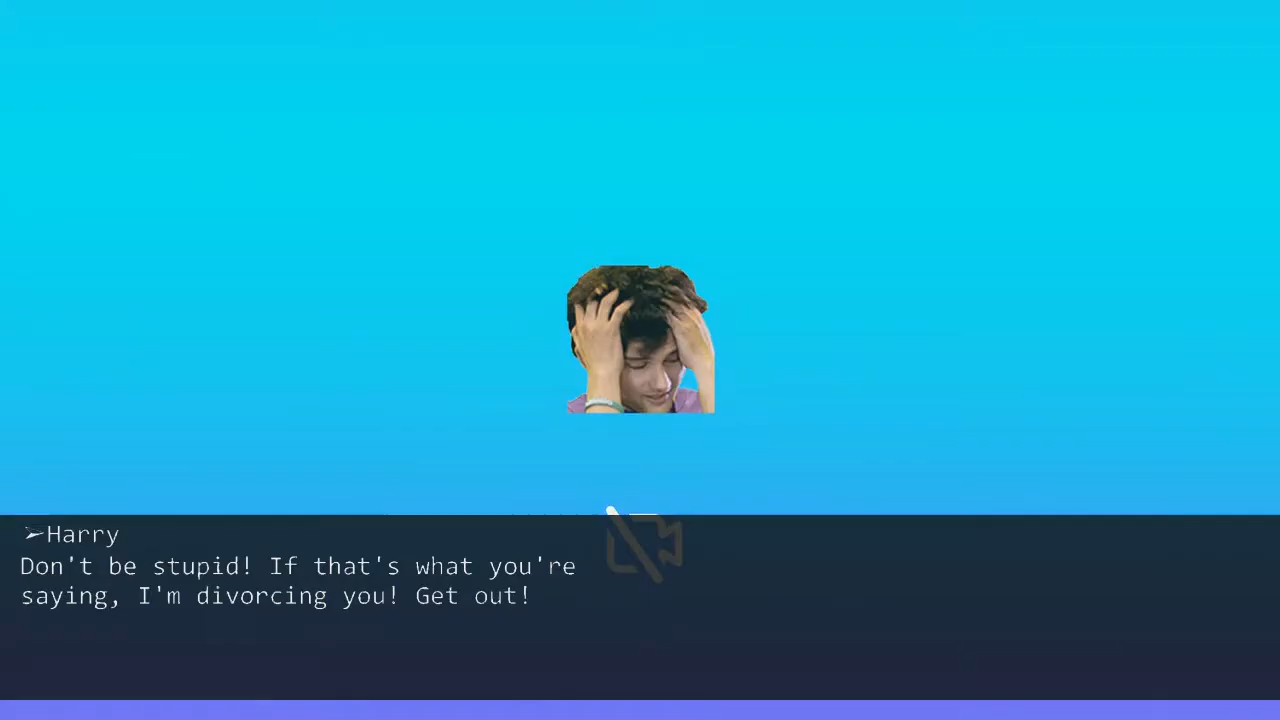 ➢Harry
Don't be stupid! If that's what you're
saying, I'm divorcing you! Get out!